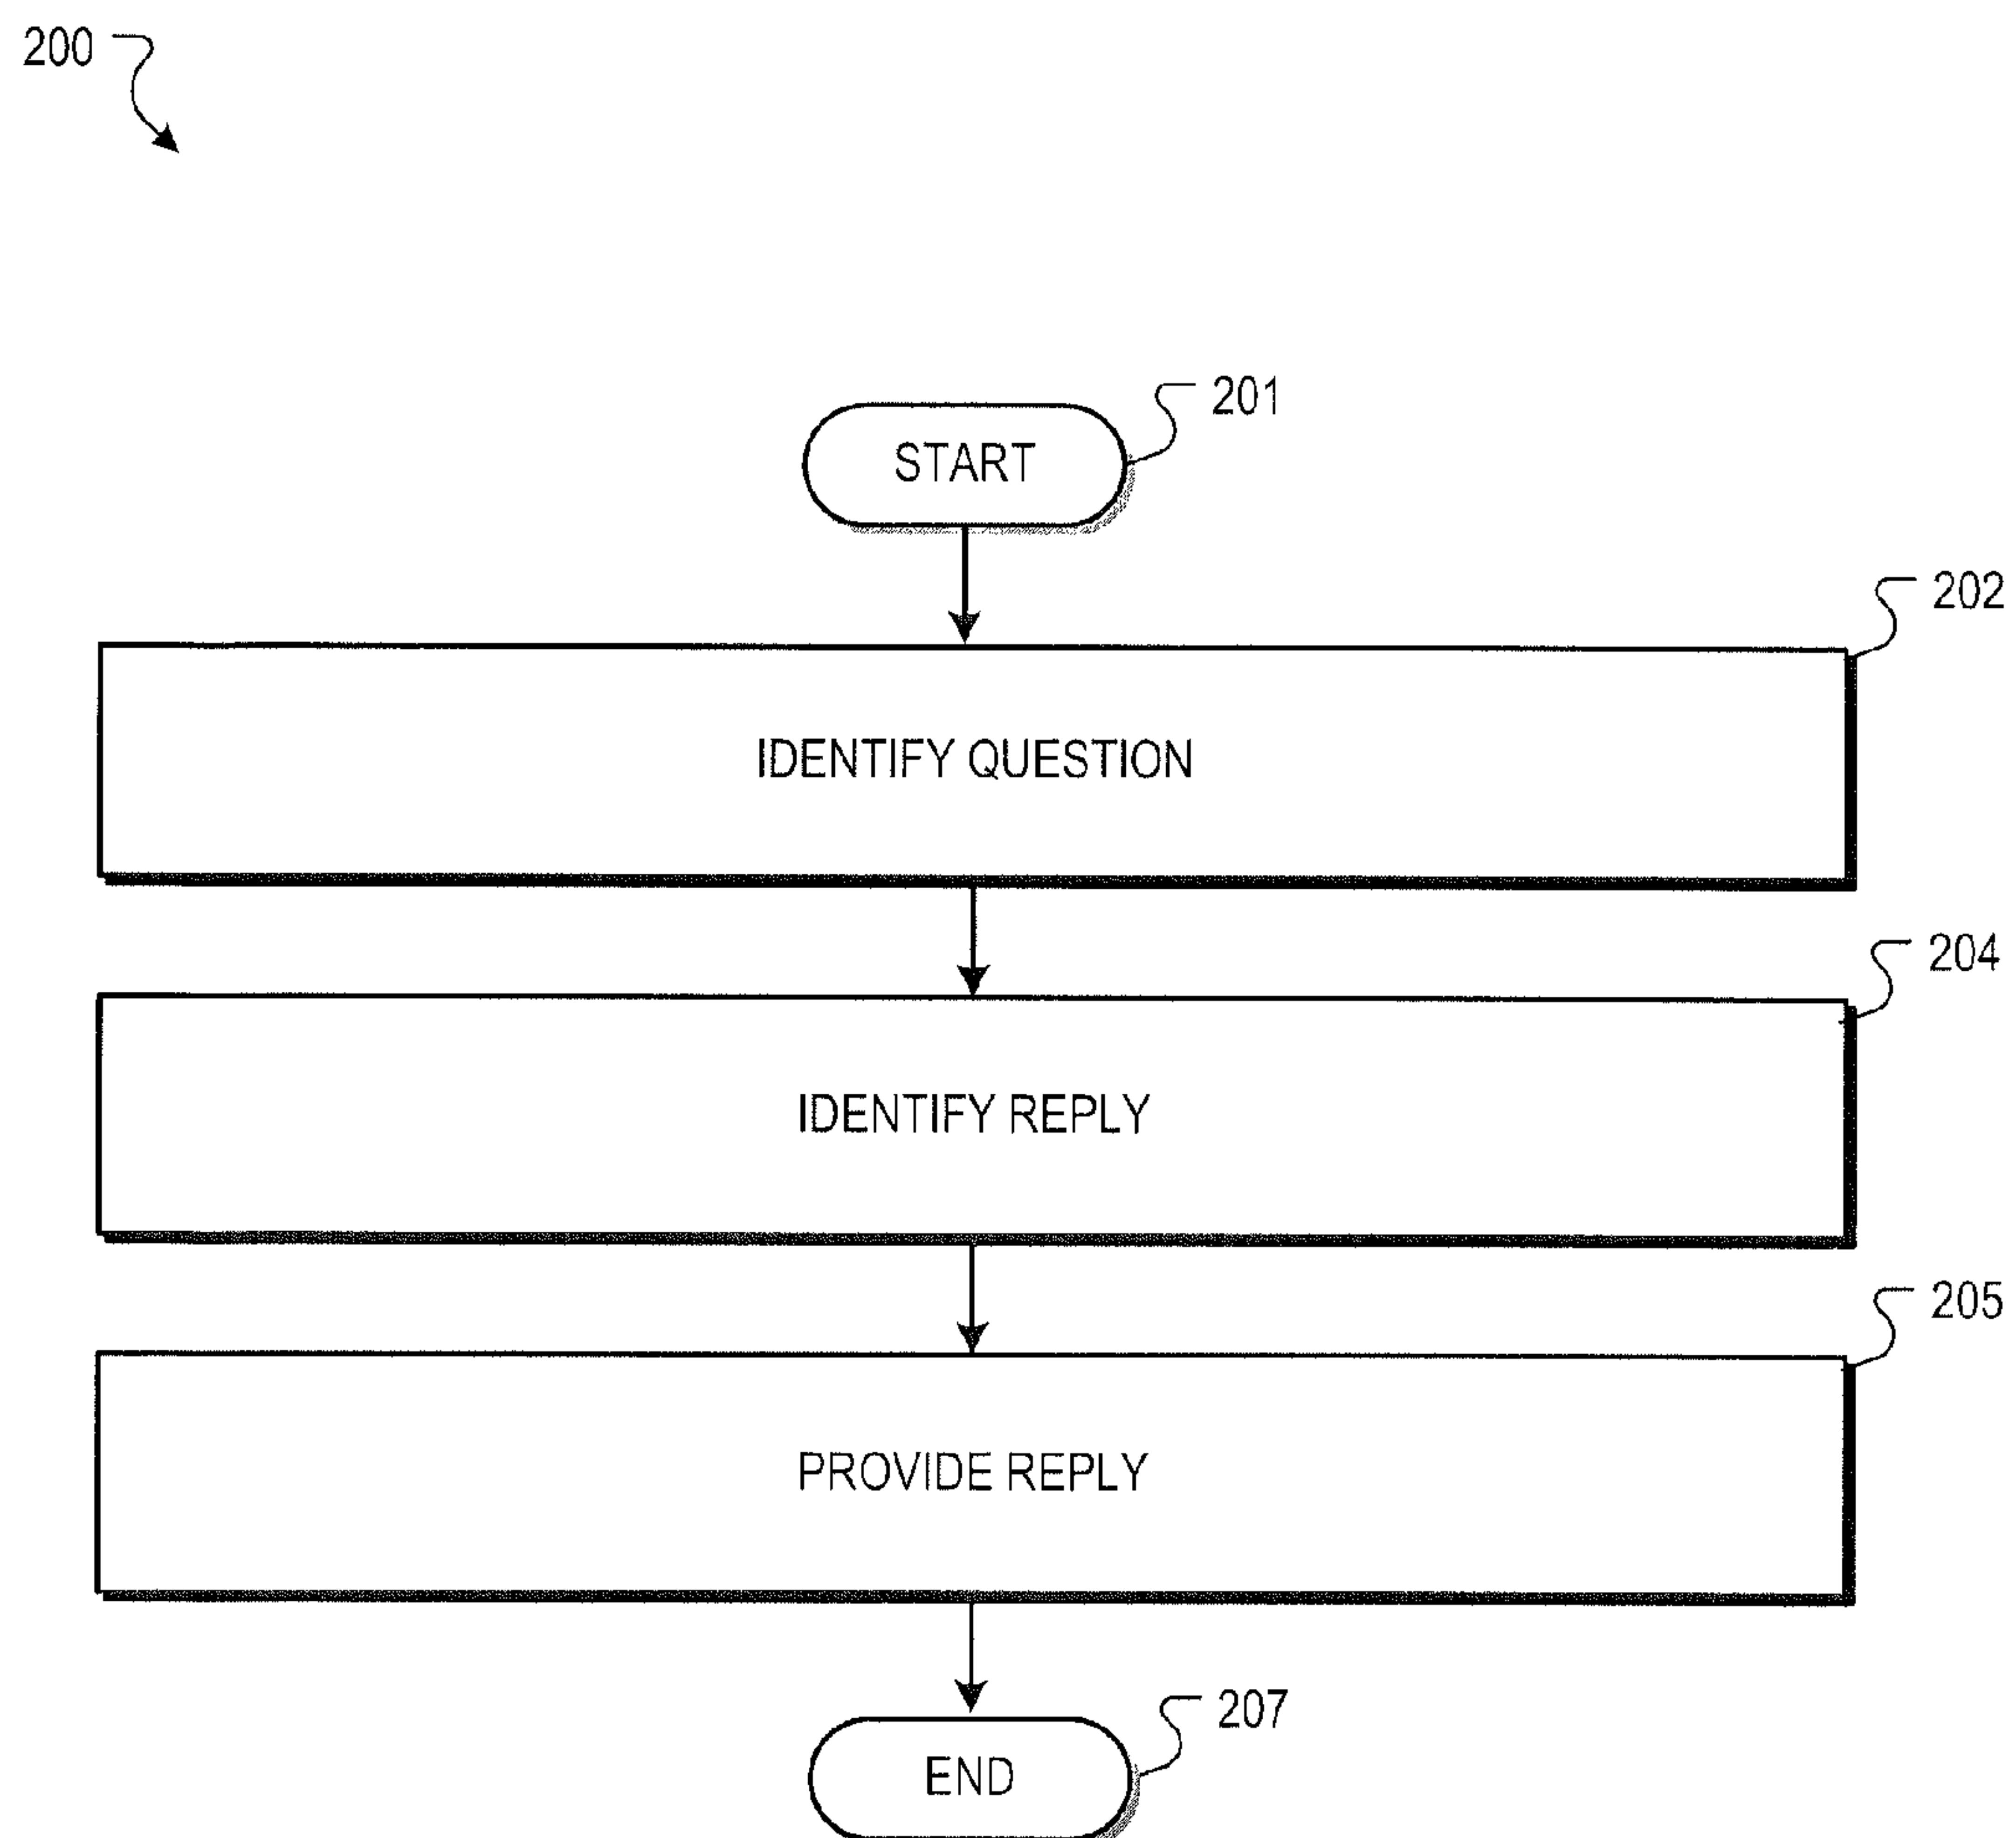 200
201
START
202
IDENTIFY QUESTION
204
IDENTIFY REPLY
205
PROVIDE REPLY
207
END